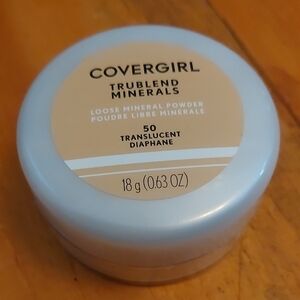 COVERGIRL
TRUBLEND
MINERALS
LOOSE MINERAL POWDER
POUDRE LIBRE MINÉRALE
50
TRANSLUCENT
DIAPHANE
18 g (0.63 OZ)